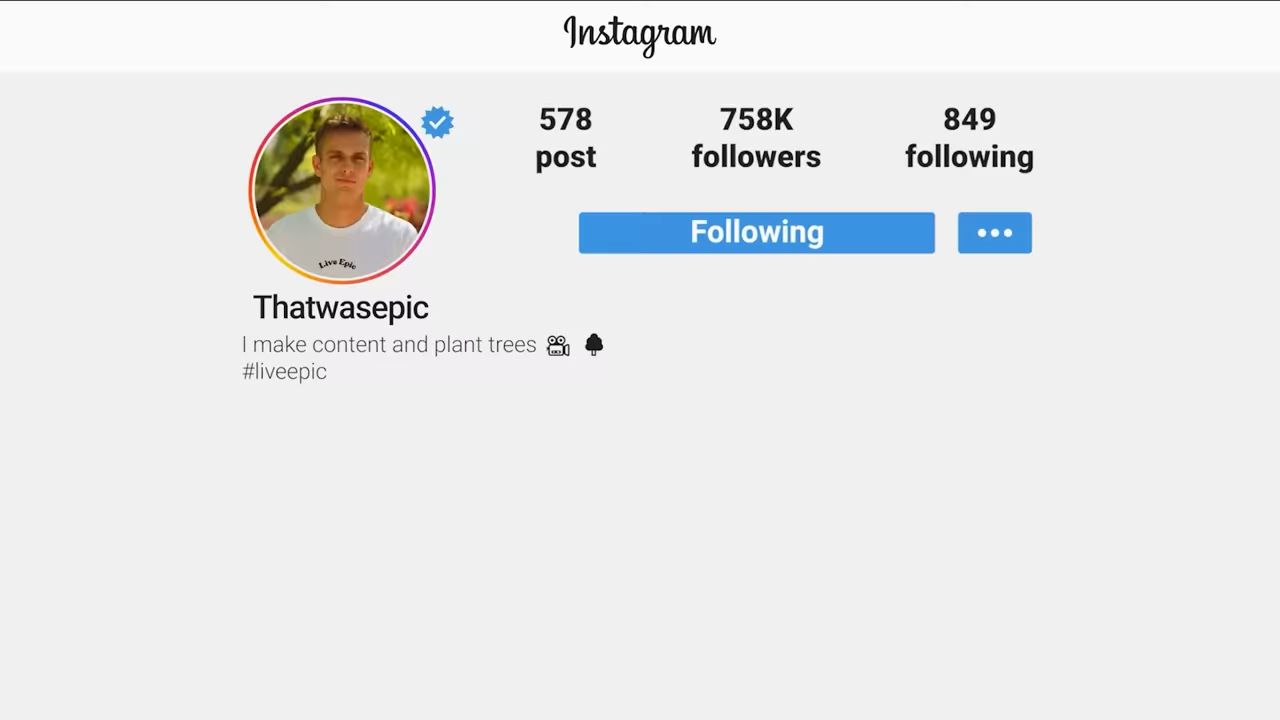 Instagram
578 post
758K followers
849 following
Following
Live Epic
Thatwasepic
I make content and plant trees
#liveepic